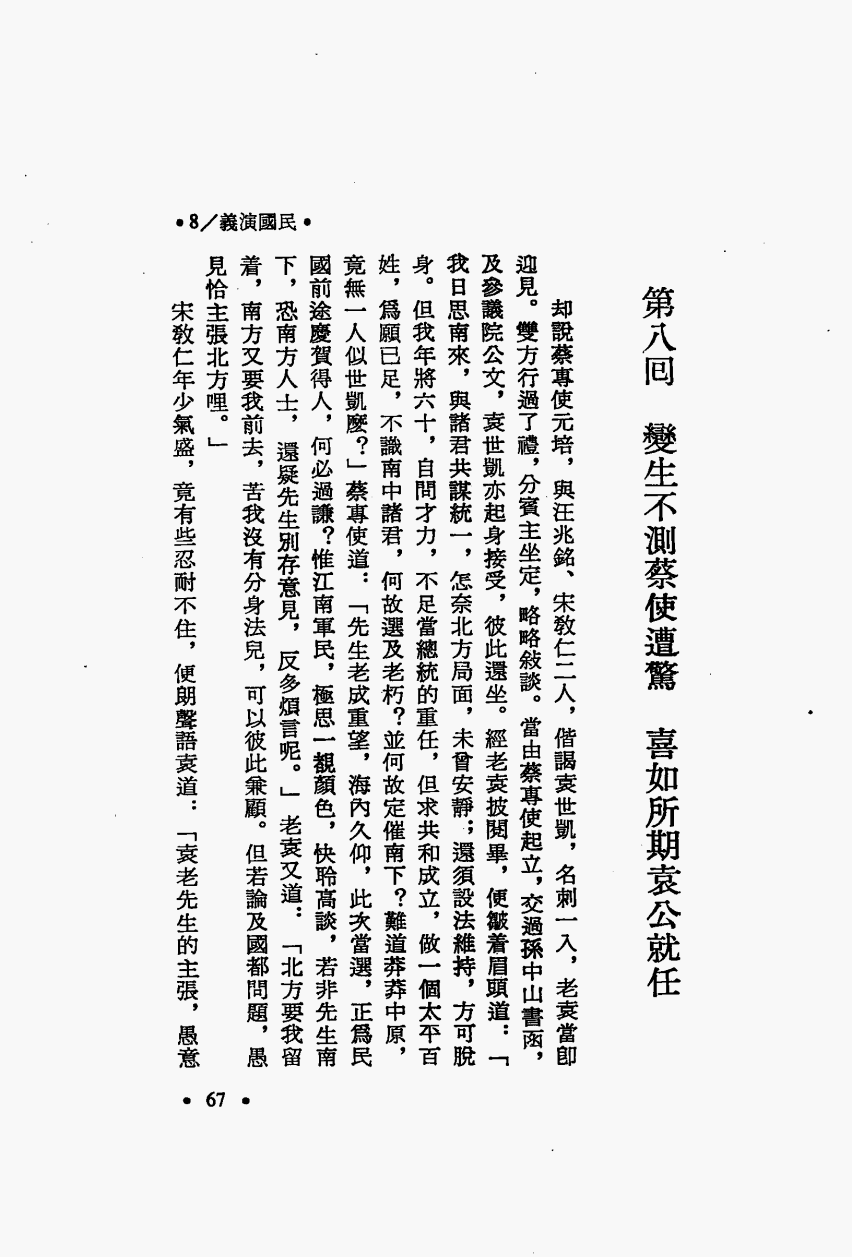 •8/義演國民•
第八回　變生不測蔡使遭驚　喜如所期袁公就任
却說蔡專使元培，與汪兆銘、宋敎仁二人，偕謁袁世凱，名刺一入，老袁當卽
迎見。雙方行過了禮，分賓主坐定，略略敍談。當由蔡專使起立，交過孫中山書函，
及參議院公文，袁世凱亦起身接受，彼此還坐。經老袁披閱畢，便皺着眉頭道：「
我日思南來，與諸君共謀統一，怎奈北方局面，未曾安靜；還須設法維持，方可脫
身。但我年將六十，自問才力，不足當總統的重任，但求共和成立，做一個太平百
姓，爲願已足，不識南中諸君，何故選及老朽？並何故定催南下？難道莽莽中原，
竟無一人似世凱麽？」蔡專使道：「先生老成重望，海內久仰，此次當選，正爲民
國前途慶賀得人，何必過謙？惟江南軍民，極思一覩顏色，快聆高談，若非先生南
下，恐南方人士，還疑先生別存意見，反多煩言呢。」老袁又道：「北方要我留
着，南方又要我前去，苦我沒有分身法兒，可以彼此兼顧。但若論及國都問題，愚
見恰主張北方哩。」
宋敎仁年少氣盛，竟有些忍耐不住，便朗聲語袁道：「袁老先生的主張，愚意
• 67 •